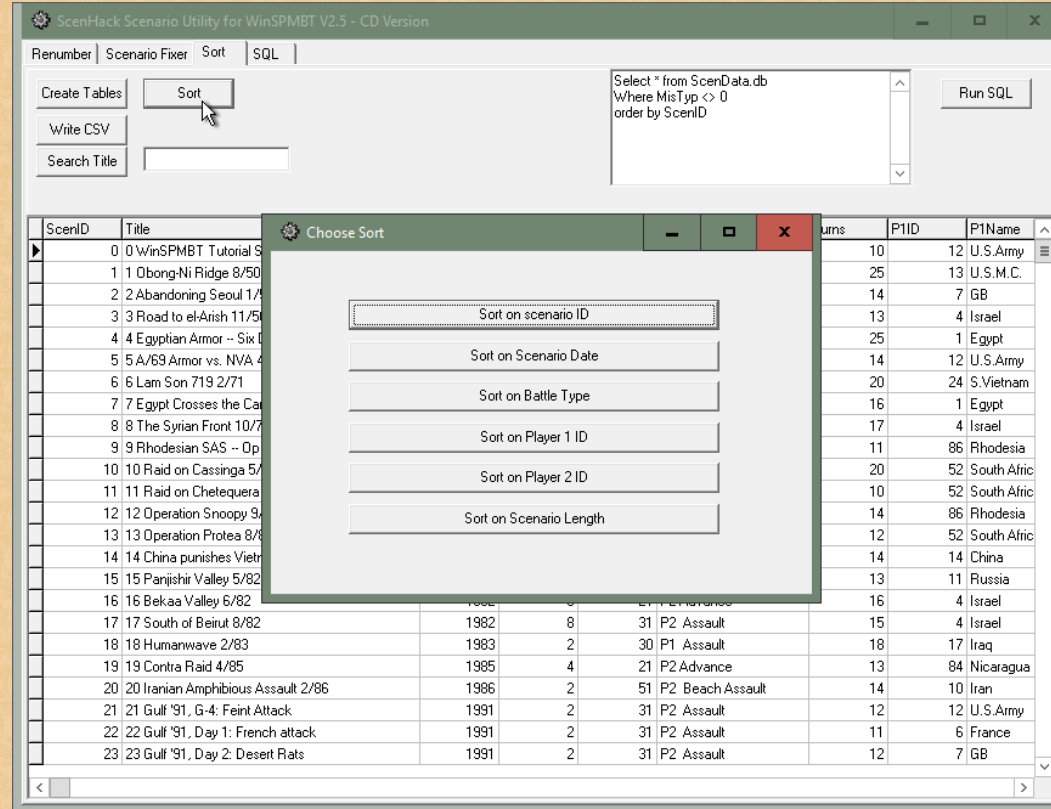 ScenHack Scenario Utility for WinSPMBT V2.5 - CD Version
Renumber Scenario Fixer Sort SQL
Create Tables Sort
Write CSV
Search Title
Select * from ScenData.db
Where MisTyp <> 0
order by ScenID
Run SQL
ScenID Title urns P1ID P1Name
0 0 WinSPMBT Tutorial S 10 12 U.S.Army
1 1 Obong-Ni Ridge 8/50 25 13 U.S.M.C.
2 2 Abandoning Seoul 1/ 14 7 GB
3 3 Road to el-Arish 11/5 13 4 Israel
4 4 Egyptian Armor -- Six 25 1 Egypt
5 5 A/69 Armor vs. NVA 4 14 12 U.S.Army
6 6 Lam Son 719 2/71 20 24 S.Vietnam
7 7 Egypt Crosses the Ca 16 1 Egypt
8 8 The Syrian Front 10/7 17 4 Israel
9 9 Rhodesian SAS -- Op 11 86 Rhodesia
10 10 Raid on Cassinga 5/ 20 52 South Afric
11 11 Raid on Chetequera 10 52 South Afric
12 12 Operation Snoopy 9 14 86 Rhodesia
13 13 Operation Protea 8/8 12 52 South Afric
14 14 China punishes Vietn 14 14 China
15 15 Panjishir Valley 5/82 13 11 Russia
16 16 Bekaa Valley 6/82 16 4 Israel
17 17 South of Beirut 8/82 1982 8 31 P2 Assault 15 4 Israel
18 18 Humanwave 2/83 1983 2 30 P1 Assault 18 17 Iraq
19 19 Contra Raid 4/85 1985 4 21 P2 Advance 13 84 Nicaragua
20 20 Iranian Amphibious Assault 2/86 1986 2 51 P2 Beach Assault 14 10 Iran
21 21 Gulf '91, G-4: Feint Attack 1991 2 31 P2 Assault 12 12 U.S.Army
22 22 Gulf '91, Day 1: French attack 1991 2 31 P2 Assault 11 6 France
23 23 Gulf '91, Day 2: Desert Rats 1991 2 31 P2 Assault 12 7 GB
Choose Sort
Sort on scenario ID
Sort on Scenario Date
Sort on Battle Type
Sort on Player 1 ID
Sort on Player 2 ID
Sort on Scenario Length